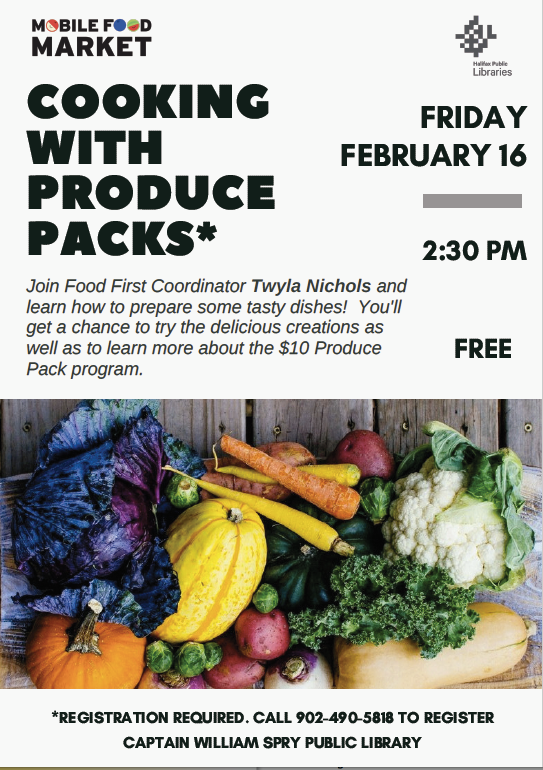 MOBILE FOOD
MARKET
Halifax Public
Libraries
COOKING
WITH
PRODUCE
PACKS*
FRIDAY
FEBRUARY 16
2:30 PM
FREE
Join Food First Coordinator Twyla Nichols and
learn how to prepare some tasty dishes!  You'll
get a chance to try the delicious creations as
well as to learn more about the $10 Produce
Pack program.
*REGISTRATION REQUIRED. CALL 902-490-5818 TO REGISTER
CAPTAIN WILLIAM SPRY PUBLIC LIBRARY